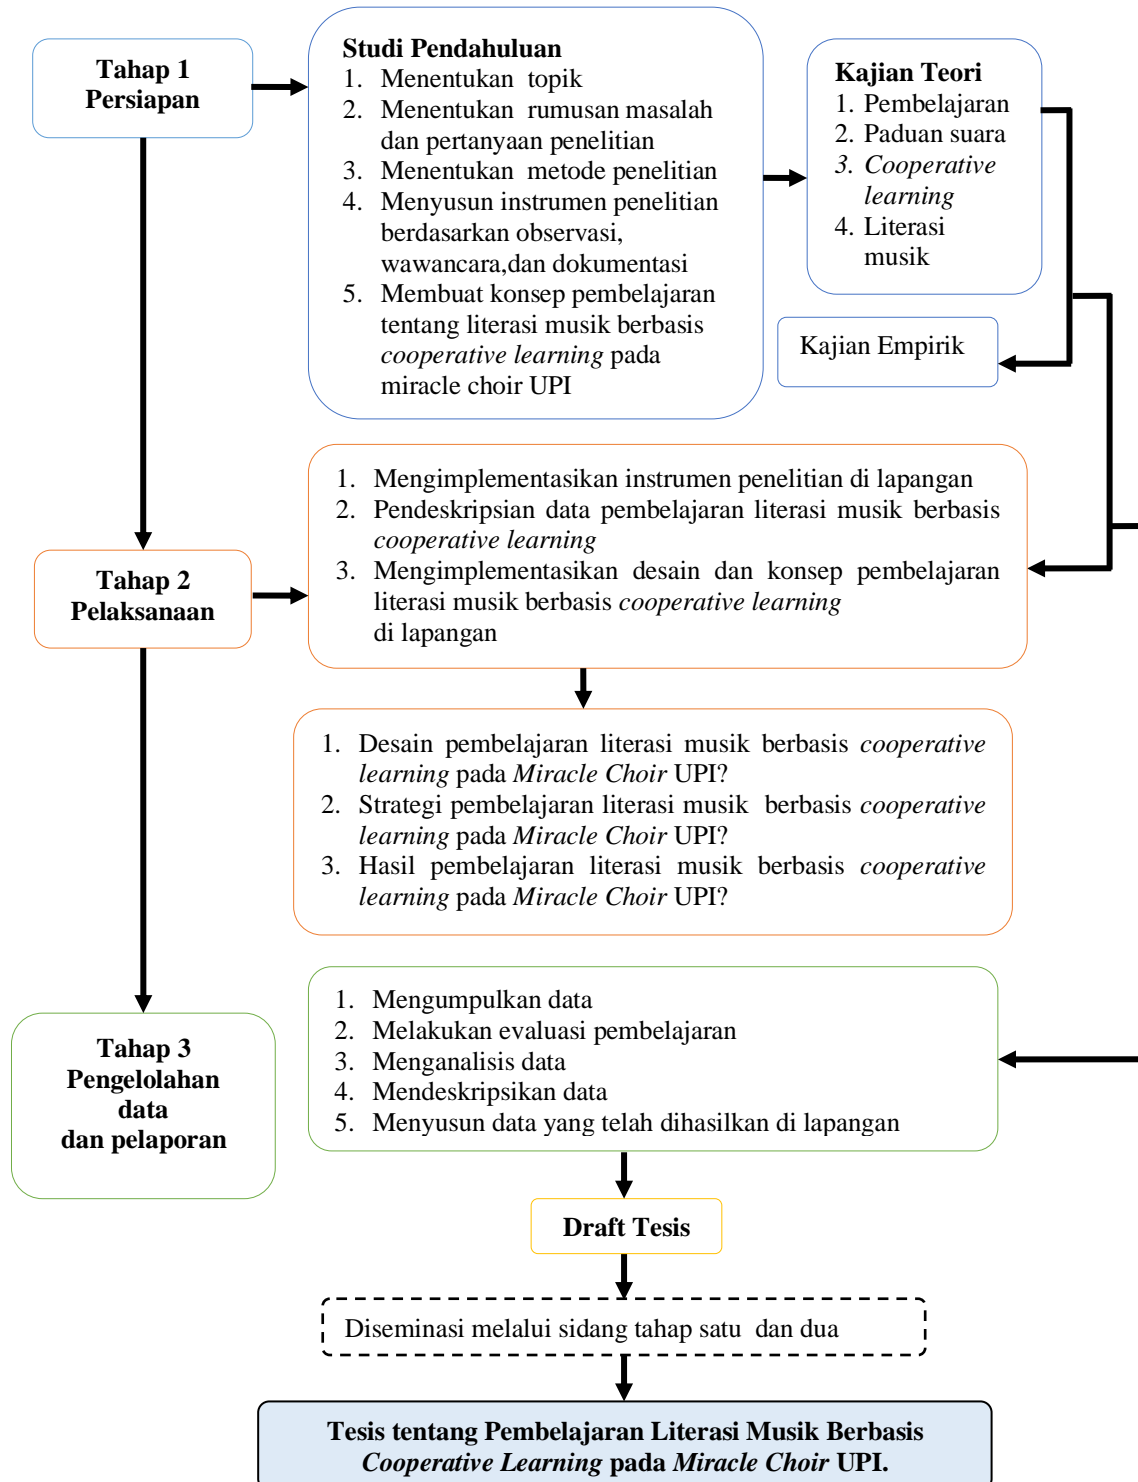 Tahap 1
Persiapan
Studi Pendahuluan
1. Menentukan topik
2. Menentukan rumusan masalah
dan pertanyaan penelitian
3. Menentukan metode penelitian
4. Menyusun instrumen penelitian
berdasarkan observasi,
wawancara,dan dokumentasi
5. Membuat konsep pembelajaran
tentang literasi musik berbasis
cooperative learning pada
miracle choir UPI
Kajian Teori
1. Pembelajaran
2. Paduan suara
3. Cooperative
learning
4. Literasi
musik
Kajian Empirik
Tahap 2
Pelaksanaan
1. Mengimplementasikan instrumen penelitian di lapangan
2. Pendeskripsian data pembelajaran literasi musik berbasis
cooperative learning
3. Mengimplementasikan desain dan konsep pembelajaran
literasi musik berbasis cooperative learning
di lapangan
1. Desain pembelajaran literasi musik berbasis cooperative
learning pada Miracle Choir UPI?
2. Strategi pembelajaran literasi musik berbasis cooperative
learning pada Miracle Choir UPI?
3. Hasil pembelajaran literasi musik berbasis cooperative
learning pada Miracle Choir UPI?
Tahap 3
Pengelolahan
data
dan pelaporan
1. Mengumpulkan data
2. Melakukan evaluasi pembelajaran
3. Menganalisis data
4. Mendeskripsikan data
5. Menyusun data yang telah dihasilkan di lapangan
Draft Tesis
Diseminasi melalui sidang tahap satu dan dua
Tesis tentang Pembelajaran Literasi Musik Berbasis
Cooperative Learning pada Miracle Choir UPI.